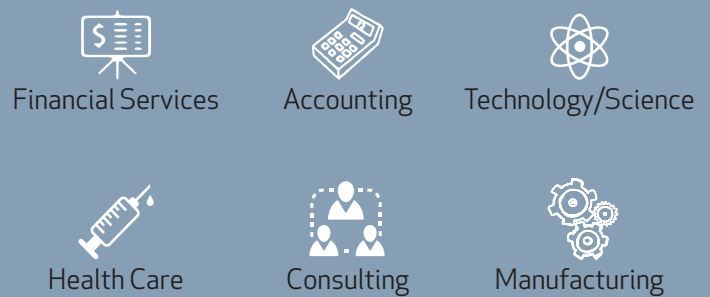 $
Financial Services
Accounting
Technology/Science
Health Care
Consulting
Manufacturing